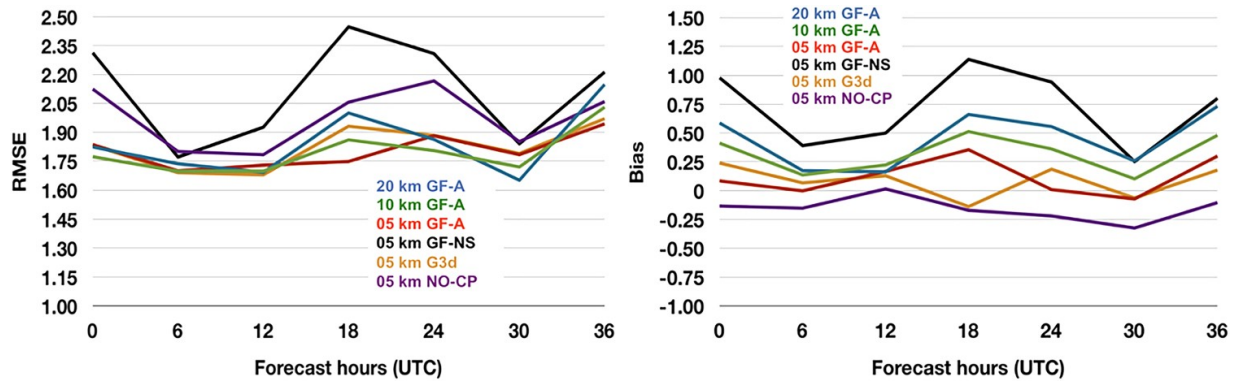 2.50
2.35
2.20
2.05
1.90
1.75
1.60
1.45
1.30
1.15
1.00
RMSE
20 km GF-A
10 km GF-A
05 km GF-A
05 km GF-NS
05 km G3d
05 km NO-CP
0 6 12 18 24 30 36
Forecast hours (UTC)
1.50
1.25
1.00
0.75
0.50
0.25
0
-0.25
-0.50
-0.75
-1.00
Bias
20 km GF-A
10 km GF-A
05 km GF-A
05 km GF-NS
05 km G3d
05 km NO-CP
0 6 12 18 24 30 36
Forecast hours (UTC)